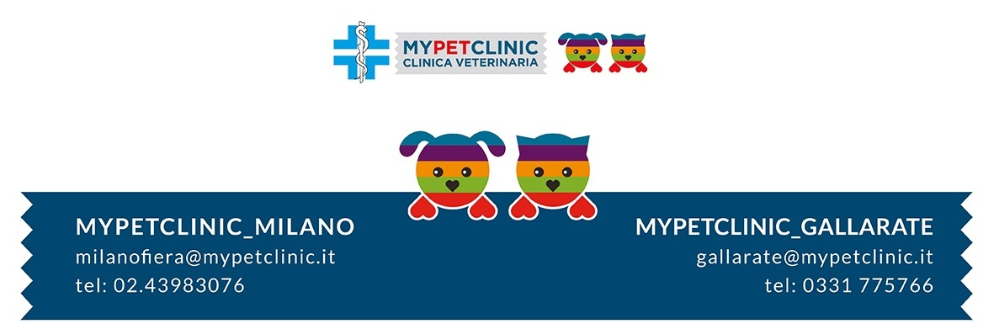 MYPETCLINIC
CLINICA VETERINARIA
MYPETCLINIC_MILANO
milanofiera@mypetclinic.it
tel: 02.43983076
MYPETCLINIC_GALLARATE
gallarate@mypetclinic.it
tel: 0331 775766